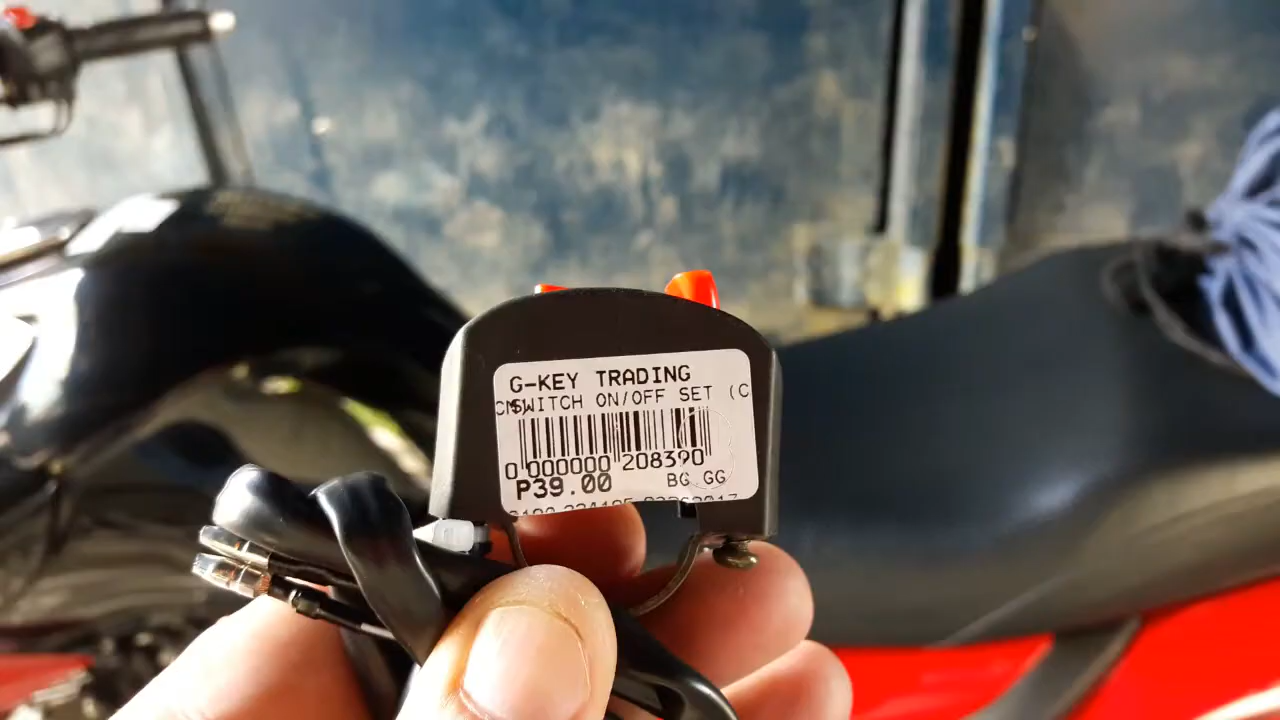 G-KEY TRADING
SWITCH ON/OFF SET (C
0 000000 208390
P39.00 BG GG